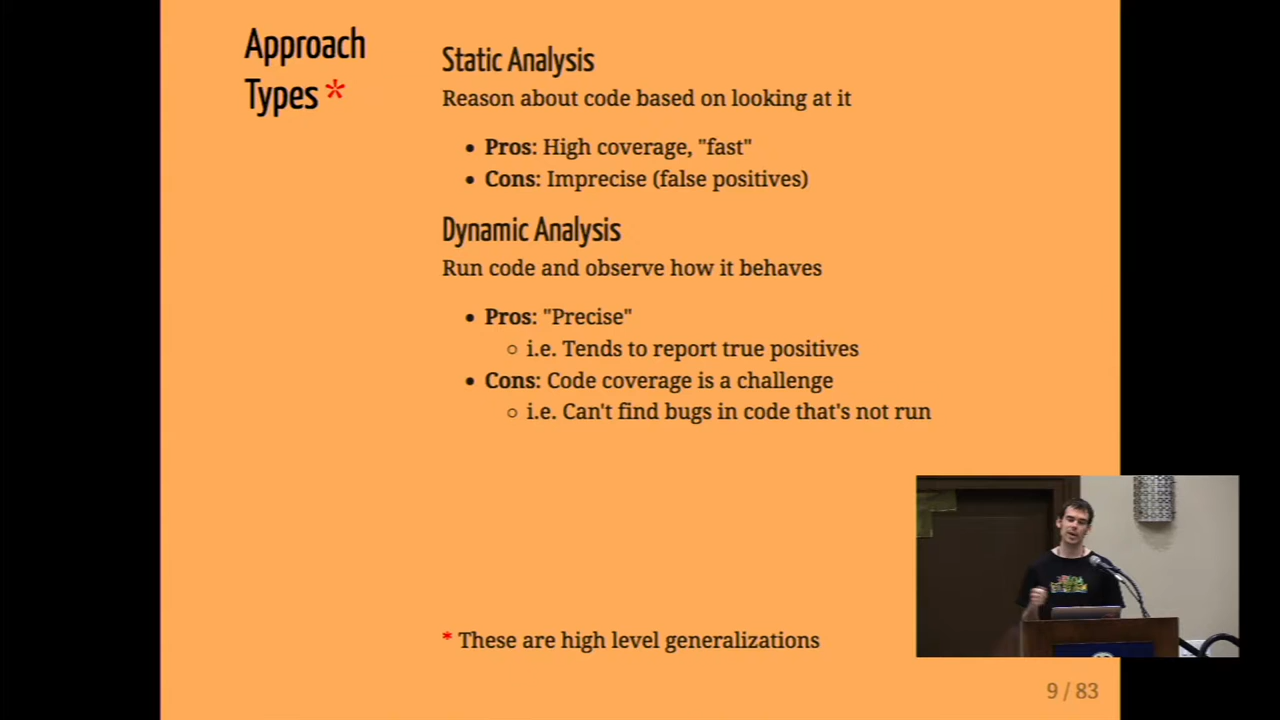 Approach
Types *
Static Analysis
Reason about code based on looking at it
• Pros: High coverage, "fast"
• Cons: Imprecise (false positives)
Dynamic Analysis
Run code and observe how it behaves
• Pros: "Precise"
○ i.e. Tends to report true positives
• Cons: Code coverage is a challenge
○ i.e. Can't find bugs in code that's not run
* These are high level generalizations
9 / 83